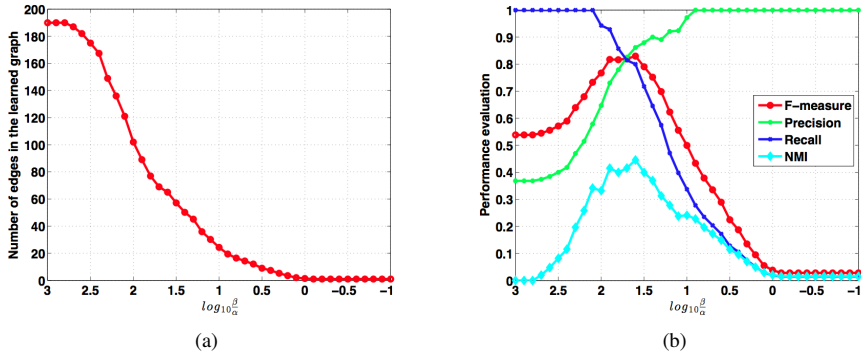 Number of edges in the learned graph
200
180
160
140
120
100
80
60
40
20
0
3 2.5 2 1.5 1 0.5 0 −0.5 −1
log₁₀ β/α
(a)
Performance evaluation
1
0.9
0.8
0.7
0.6
0.5
0.4
0.3
0.2
0.1
0
F−measure
Precision
Recall
NMI
3 2.5 2 1.5 1 0.5 0 −0.5 −1
log₁₀ β/α
(b)